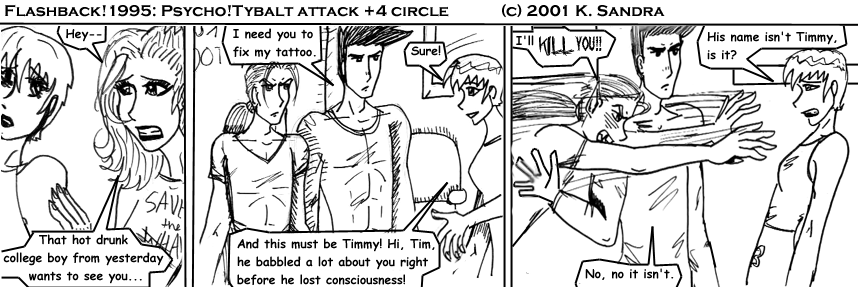 FLASHBACK! 1995: PSYCHO!TYBALT ATTACK +4 CIRCLE
(C) 2001 K. SANDRA
Hey--
That hot drunk
college boy from yesterday
wants to see you...
SAVE
the
I need you to
fix my tattoo.
Sure!
And this must be Timmy! Hi, Tim,
he babbled a lot about you right
before he lost consciousness!
I'll KILL YOU!!
His name isn't Timmy,
is it?
No, no it isn't.